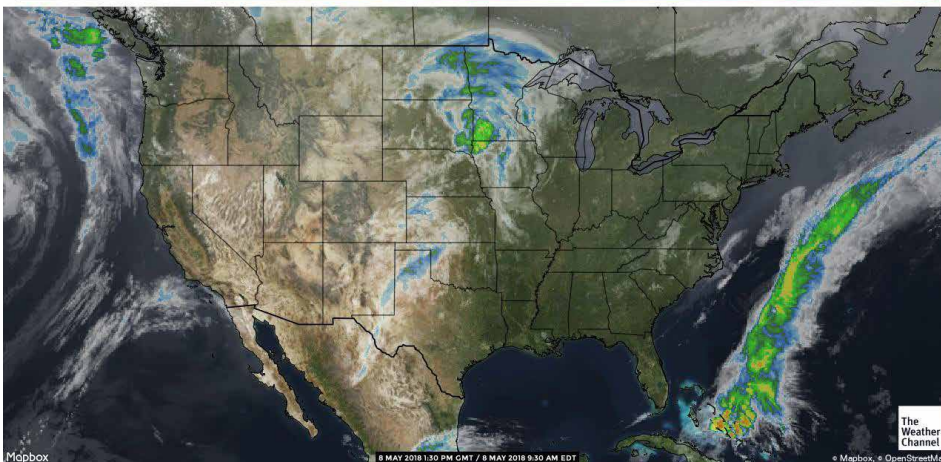 The
Weather
Channel
Mapbox
8 MAY 2018 1:30 PM GMT / 8 MAY 2018 9:30 AM EDT
© Mapbox, © OpenStreetMa